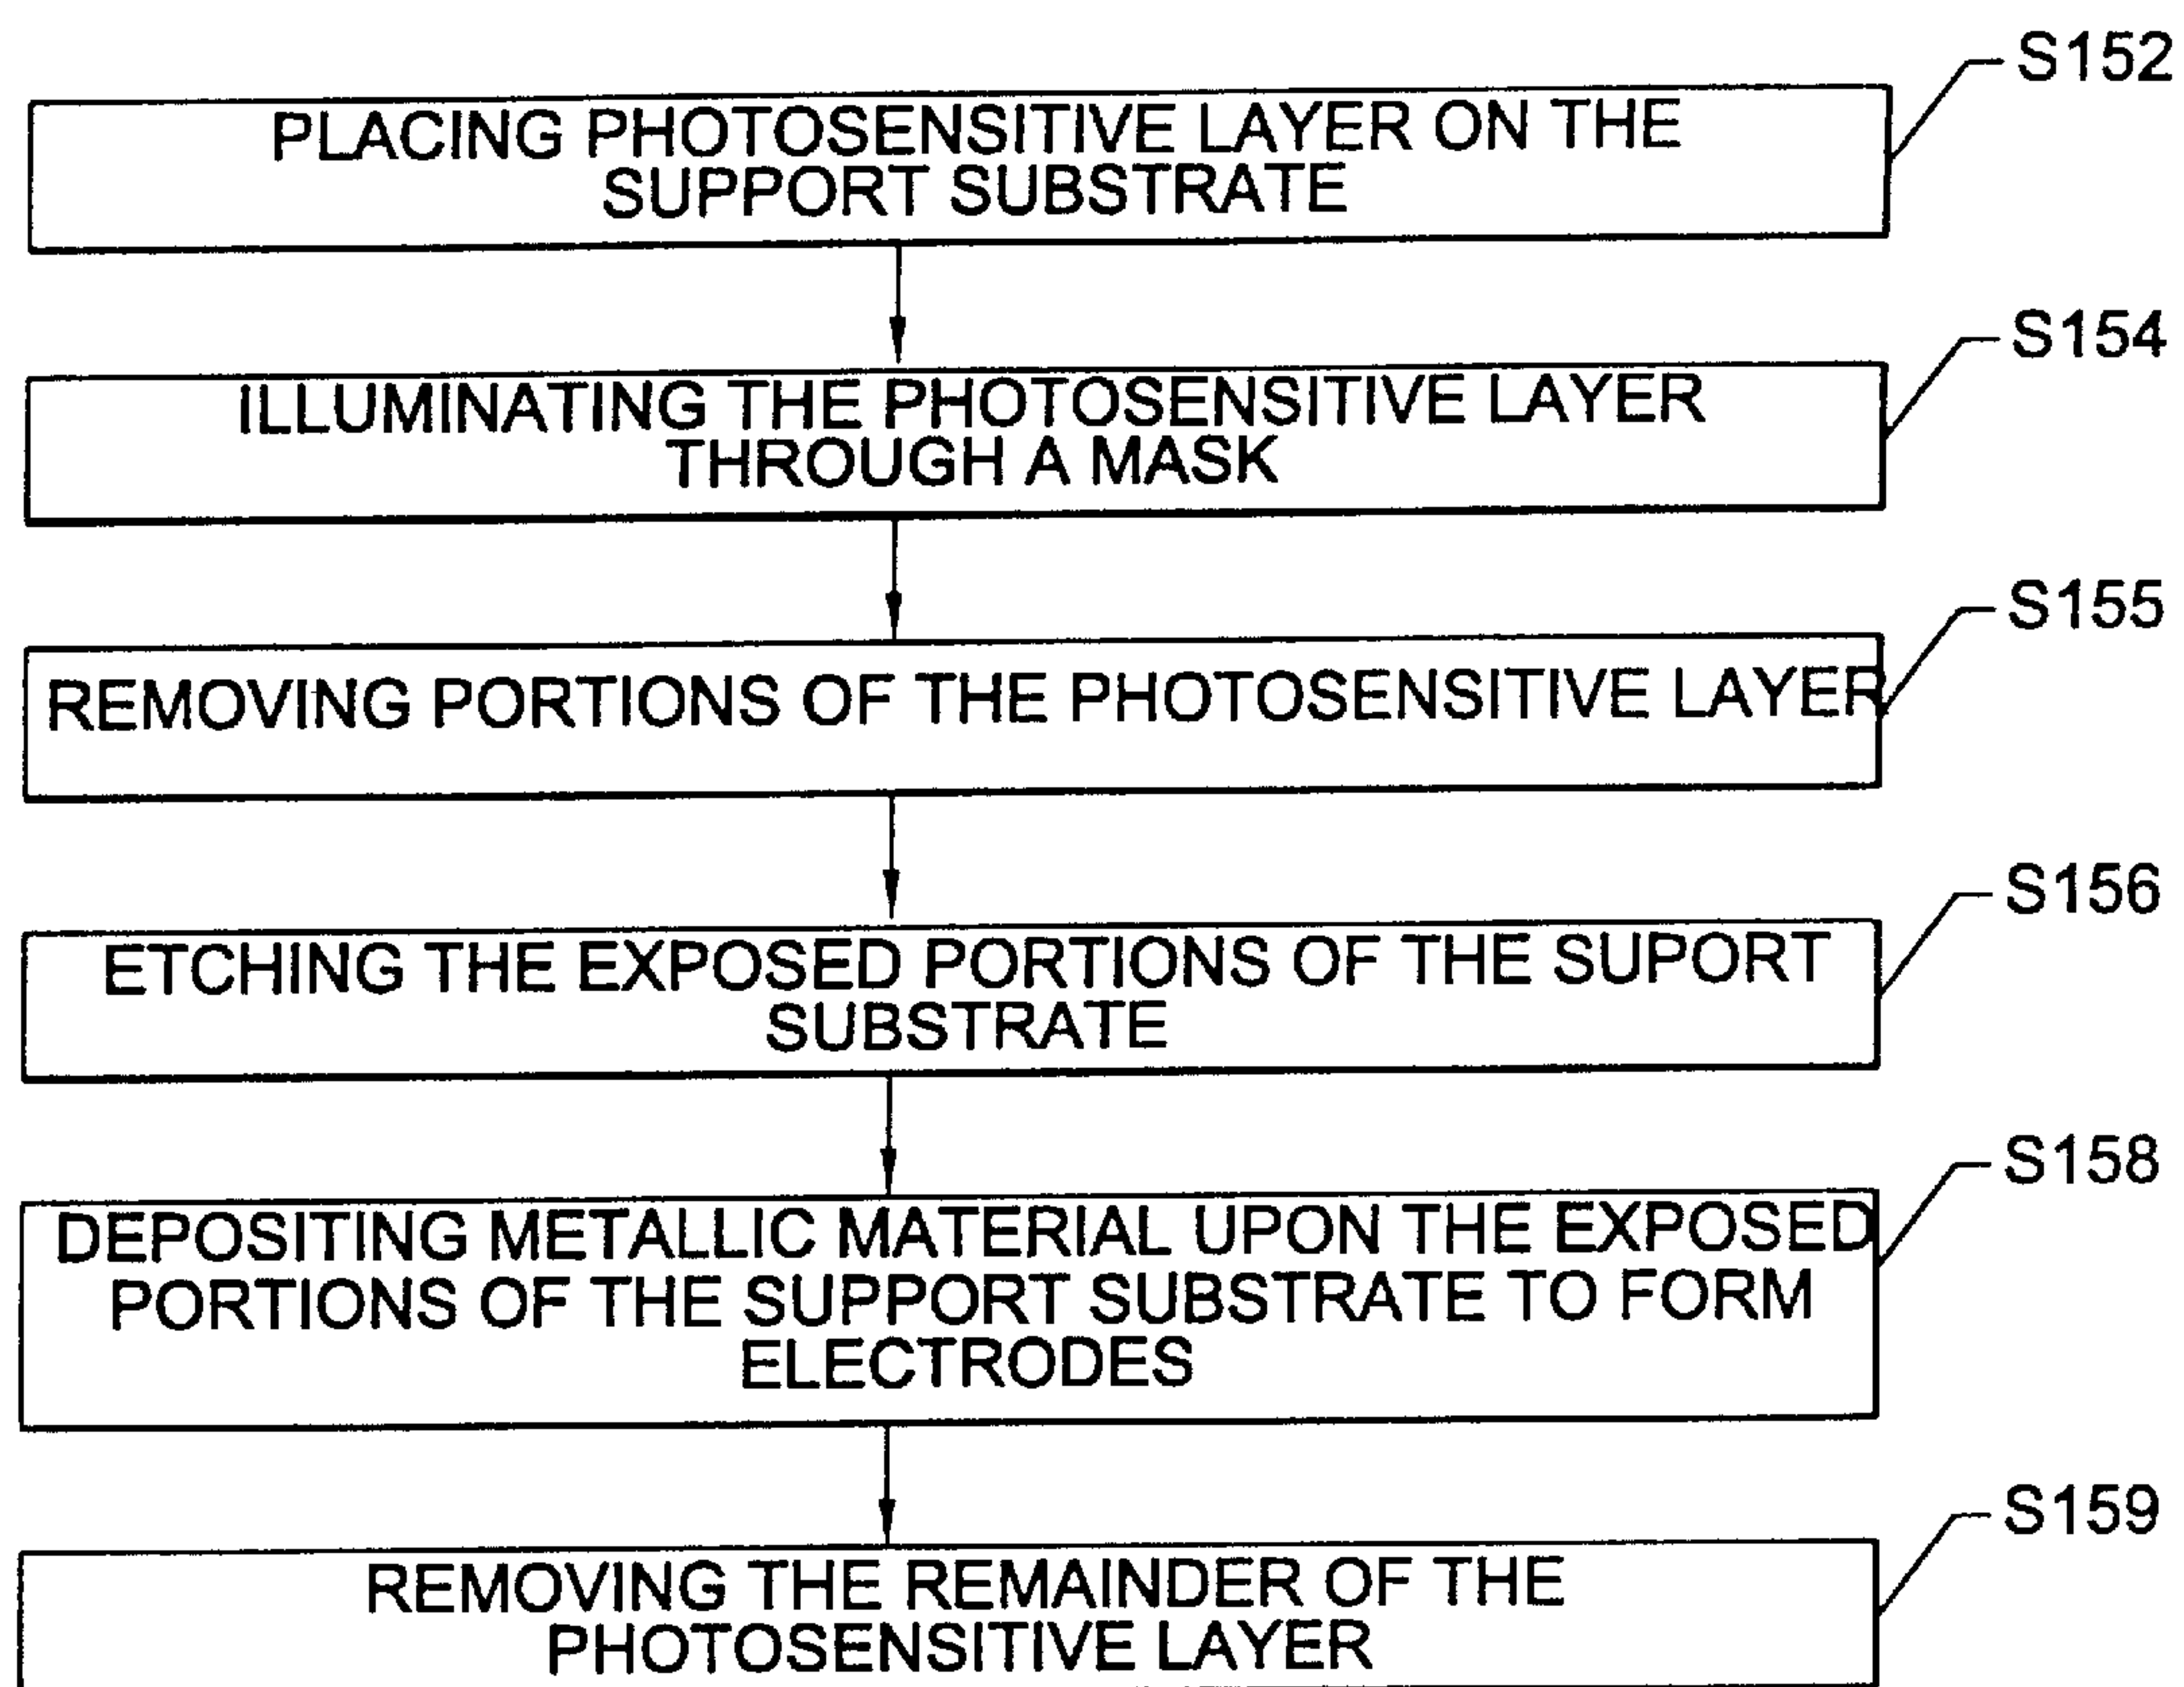 S152
PLACING PHOTOSENSITIVE LAYER ON THE
SUPPORT SUBSTRATE
S154
ILLUMINATING THE PHOTOSENSITIVE LAYER
THROUGH A MASK
S155
REMOVING PORTIONS OF THE PHOTOSENSITIVE LAYER
S156
ETCHING THE EXPOSED PORTIONS OF THE SUPORT
SUBSTRATE
S158
DEPOSITING METALLIC MATERIAL UPON THE EXPOSED
PORTIONS OF THE SUPPORT SUBSTRATE TO FORM
ELECTRODES
S159
REMOVING THE REMAINDER OF THE
PHOTOSENSITIVE LAYER